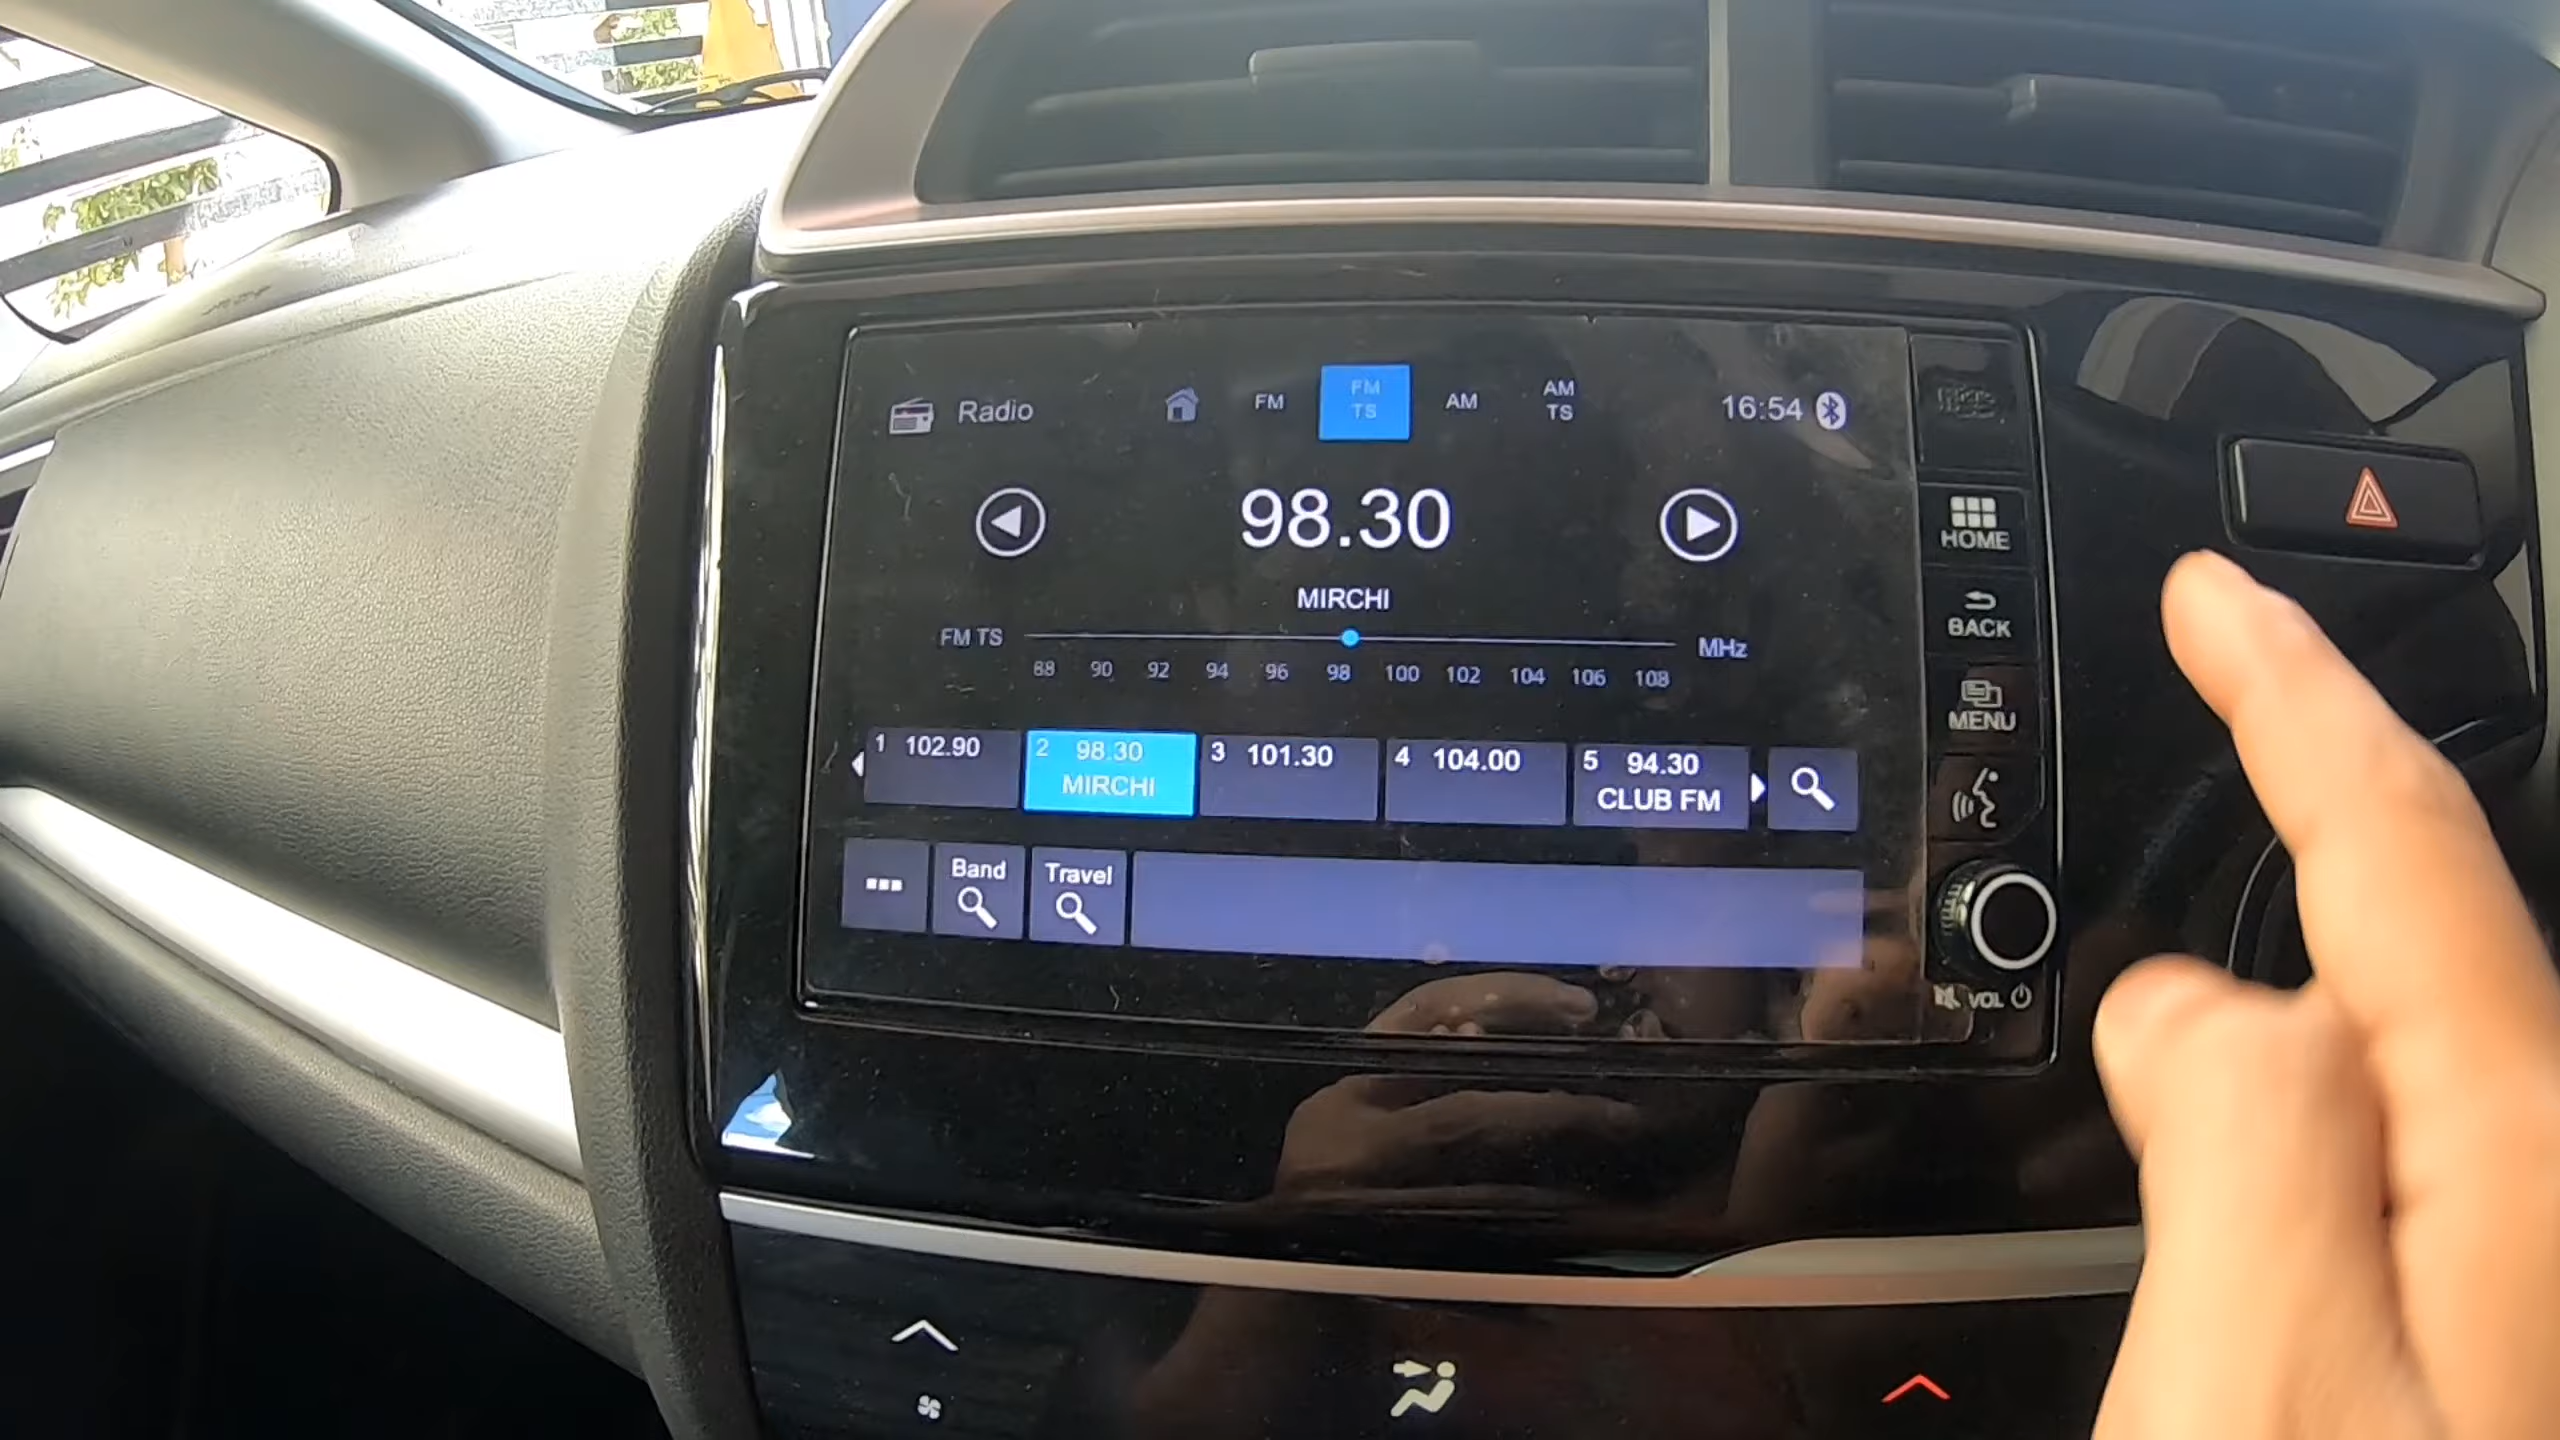 Radio
FM
FM
TS
AM
AM
TS
16:54
98.30
MIRCHI
FM TS
MHz
88 90 92 94 96 98 100 102 104 106 108
1 102.90
2 98.30
MIRCHI
3 101.30
4 104.00
5 94.30
CLUB FM
Band
Travel
HOME
BACK
MENU
VOL